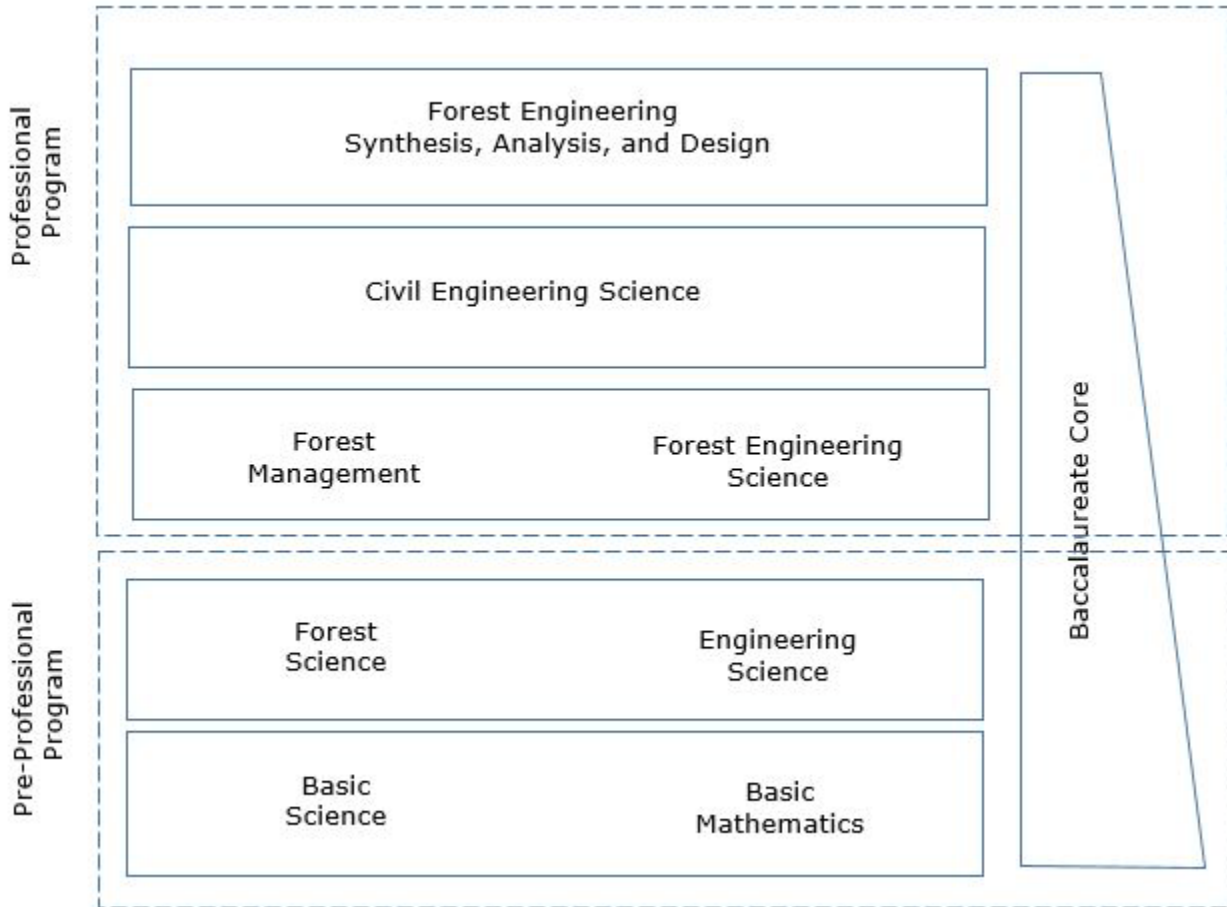 Professional
Program
Forest Engineering
Synthesis, Analysis, and Design
Civil Engineering Science
Forest
Management
Forest Engineering
Science
Baccalaureate Core
Pre-Professional
Program
Forest
Science
Engineering
Science
Basic
Science
Basic
Mathematics